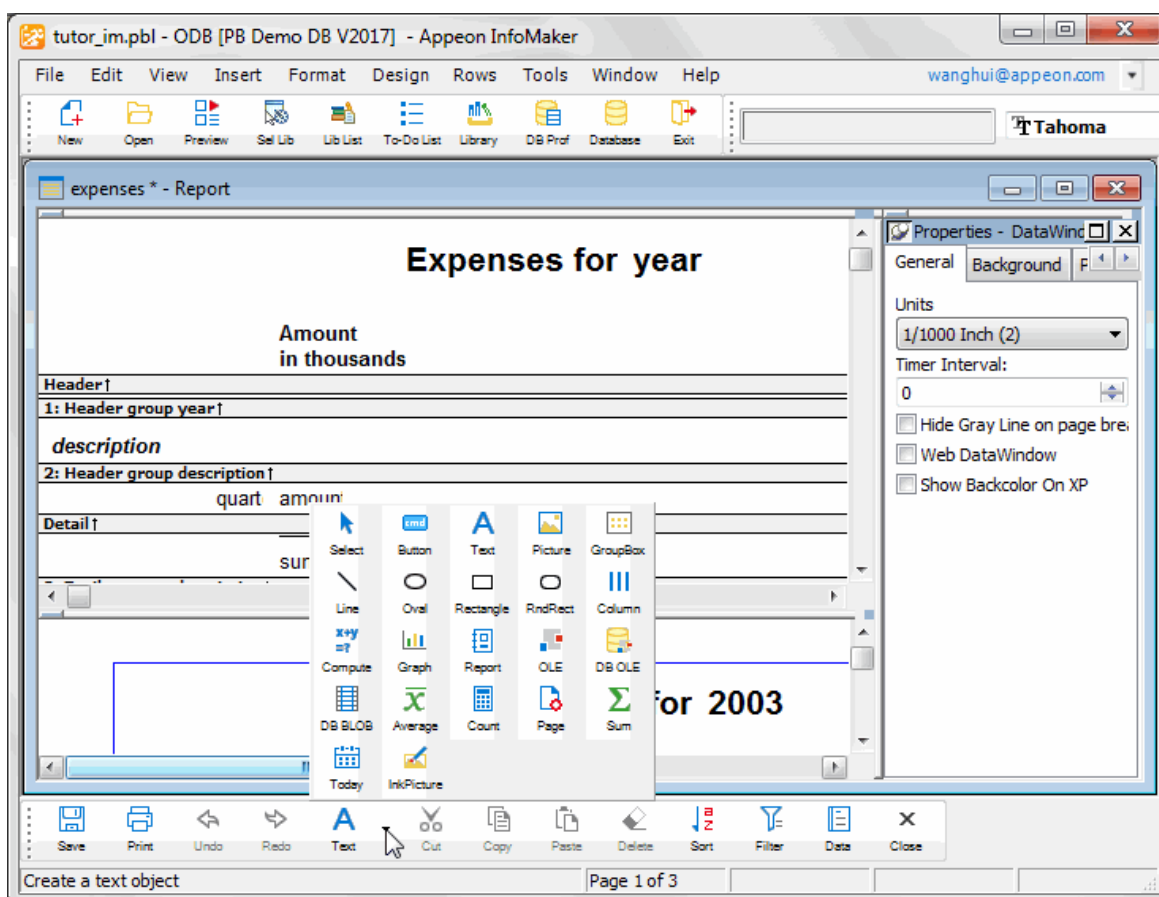 tutor_im.pbl - ODB [PB Demo DB V2017] - Appeon InfoMaker
File Edit View Insert Format Design Rows Tools Window Help wanghui@appeon.com
New Open Preview Sel Lib Lib List To-Do List Library DB Prof Database Exit Tahoma
expenses * - Report
Properties - DataWind
General Background F
Expenses for year
Units
1/1000 Inch (2)
Amount
in thousands
Timer Interval:
0
Header↑
1: Header group year↑
Hide Gray Line on page brea
description
Web DataWindow
2: Header group description↑
Show Backcolor On XP
quart amount
Detail↑
sum
Select Button Text Picture GroupBox
Line Oval Rectangle RndRect Column
x+y
=?
cmd
Compute Graph Report OLE DB OLE
DB BLOB Average Count Page Sum
for 2003
Today InkPicture
Save Print Undo Redo Text Cut Copy Paste Delete Sort Filter Data Close
Create a text object Page 1 of 3